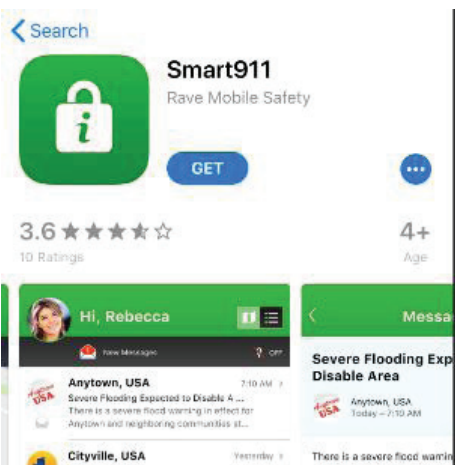 Search
Smart911
Rave Mobile Safety
i
GET
3.6
4+
10 Ratings
Age
Hi, Rebecca
Messa
New Messages
OFF
Severe Flooding Exp
Disable Area
Anytown, USA
7:10 AM
Severe Flooding Expected to Disable A ...
There is a severe flood warning in effect for
Anytown and neighboring communities st...
Anytown, USA
Today – 7:10 AM
Cityville, USA
Yesterday
There is a severe flood warnin